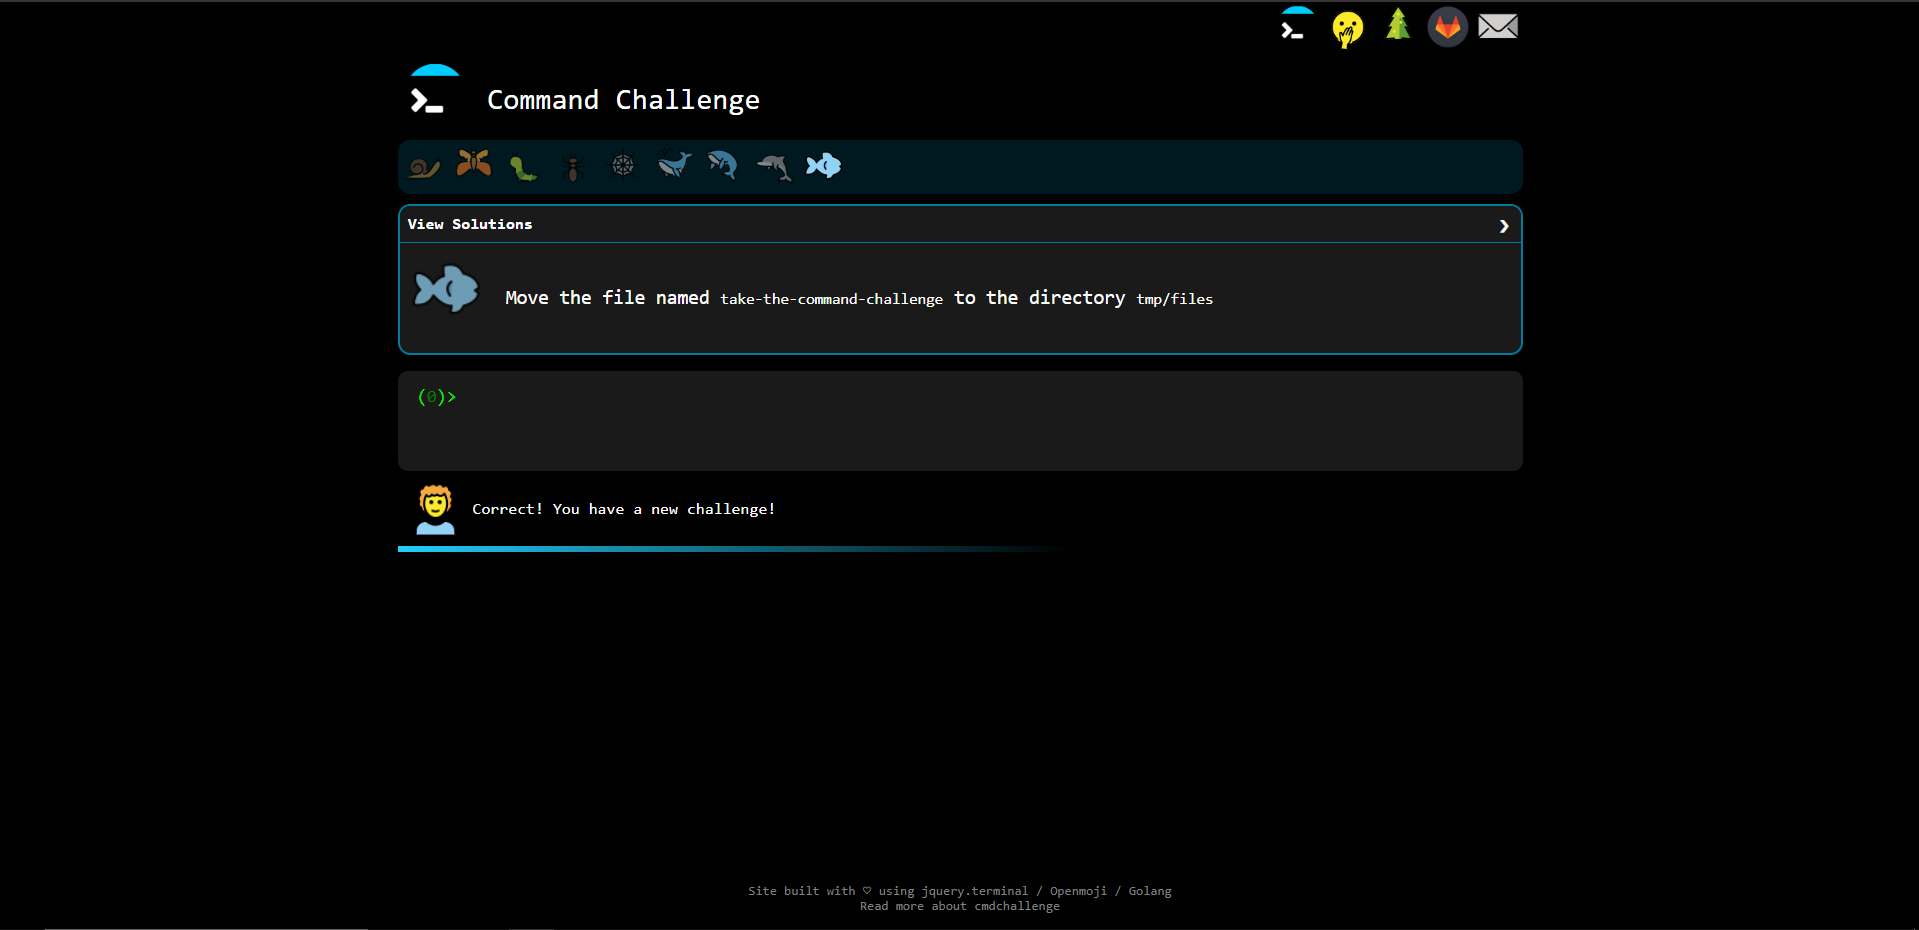 Command Challenge
View Solutions
Move the file named take-the-command-challenge to the directory tmp/files
(0)>
Correct! You have a new challenge!
Site built with ♡ using jquery.terminal / Openmoji / Golang
Read more about cmdchallenge